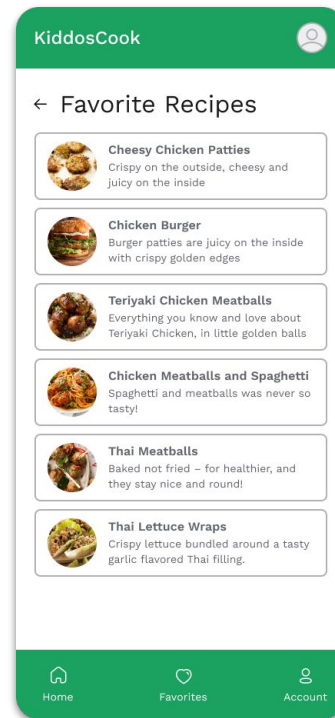 KiddosCook
← Favorite Recipes
Cheesy Chicken Patties
Crispy on the outside, cheesy and
juicy on the inside
Chicken Burger
Burger patties are juicy on the inside
with crispy golden edges
Teriyaki Chicken Meatballs
Everything you know and love about
Teriyaki Chicken, in little golden balls
Chicken Meatballs and Spaghetti
Spaghetti and meatballs was never so
tasty!
Thai Meatballs
Baked not fried – for healthier, and
they stay nice and round!
Thai Lettuce Wraps
Crispy lettuce bundled around a tasty
garlic flavored Thai filling.
Home Favorites Account